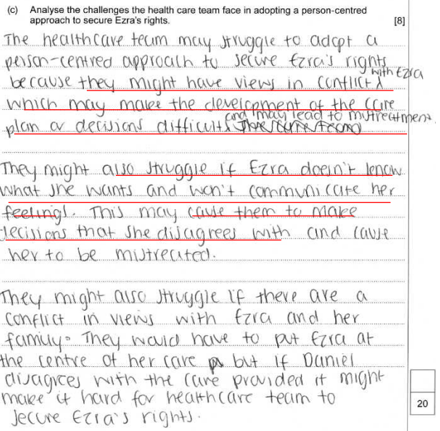 (c) Analyse the challenges the health care team face in adopting a person-centred
approach to secure Ezra's rights. [8]
The healthcare team may struggle to adopt a
person-centred approach to secure Ezra's rights
because they might have views in conflict with Ezra
which may make the development of the care
plan or decisions difficult and may lead to mistreatment.
They might also struggle if Ezra doesn't know
what she wants and won't communicate her
feelings. This may cause them to make
decisions that she disagrees with and cause
her to be mistreated.
They might also struggle if there are a
conflict in views with Ezra and her
family. They would have to put Ezra at
the centre of her care but if Daniel
disagrees with the care provided it might
make it hard for healthcare team to
secure Ezra's rights.
20